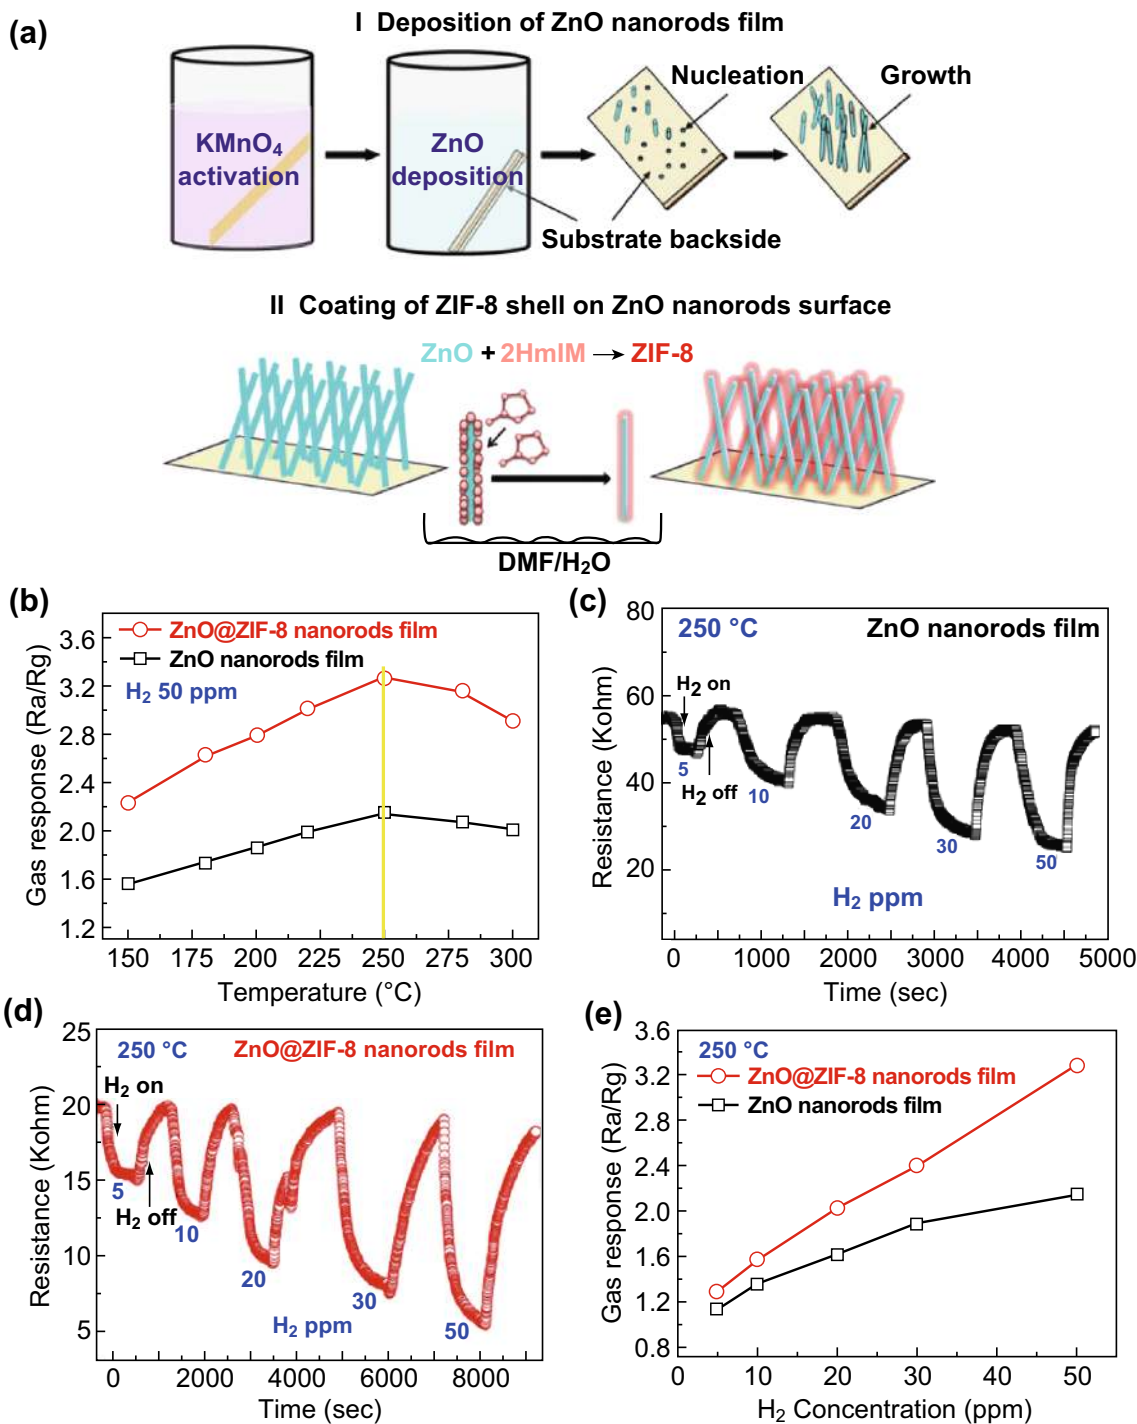 (a)
I Deposition of ZnO nanorods film
Nucleation
Growth
KMnO₄
activation
ZnO
deposition
Substrate backside
II Coating of ZIF-8 shell on ZnO nanorods surface
ZnO + 2HmIM → ZIF-8
DMF/H₂O
(b)
ZnO@ZIF-8 nanorods film
ZnO nanorods film
H₂ 50 ppm
Gas response (Ra/Rg)
3.6
3.2
2.8
2.4
2.0
1.6
1.2
150 175 200 225 250 275 300
Temperature (°C)
(c)
250 °C
ZnO nanorods film
H₂ on
H₂ off
5
10
20
30
50
H₂ ppm
Resistance (Kohm)
80
60
40
20
0 1000 2000 3000 4000 5000
Time (sec)
(d)
250 °C
ZnO@ZIF-8 nanorods film
H₂ on
H₂ off
5
10
20
30
50
H₂ ppm
Resistance (Kohm)
25
20
15
10
5
0 2000 4000 6000 8000
Time (sec)
(e)
250 °C
ZnO@ZIF-8 nanorods film
ZnO nanorods film
Gas response (Ra/Rg)
3.6
3.2
2.8
2.4
2.0
1.6
1.2
0.8
0 10 20 30 40 50
H₂ Concentration (ppm)